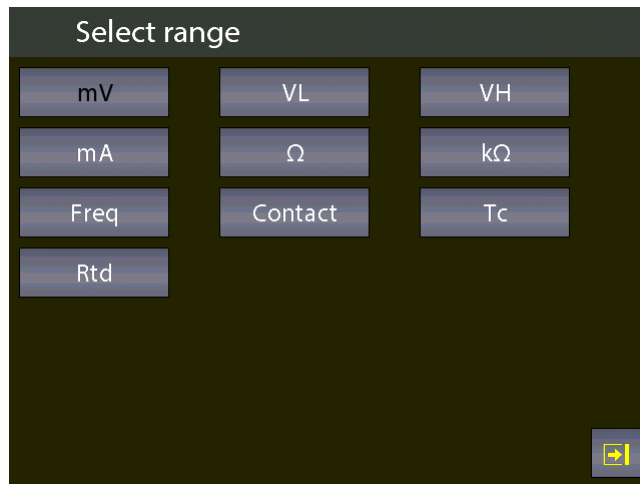 Select range
mV VL VH
mA Ω kΩ
Freq Contact Tc
Rtd